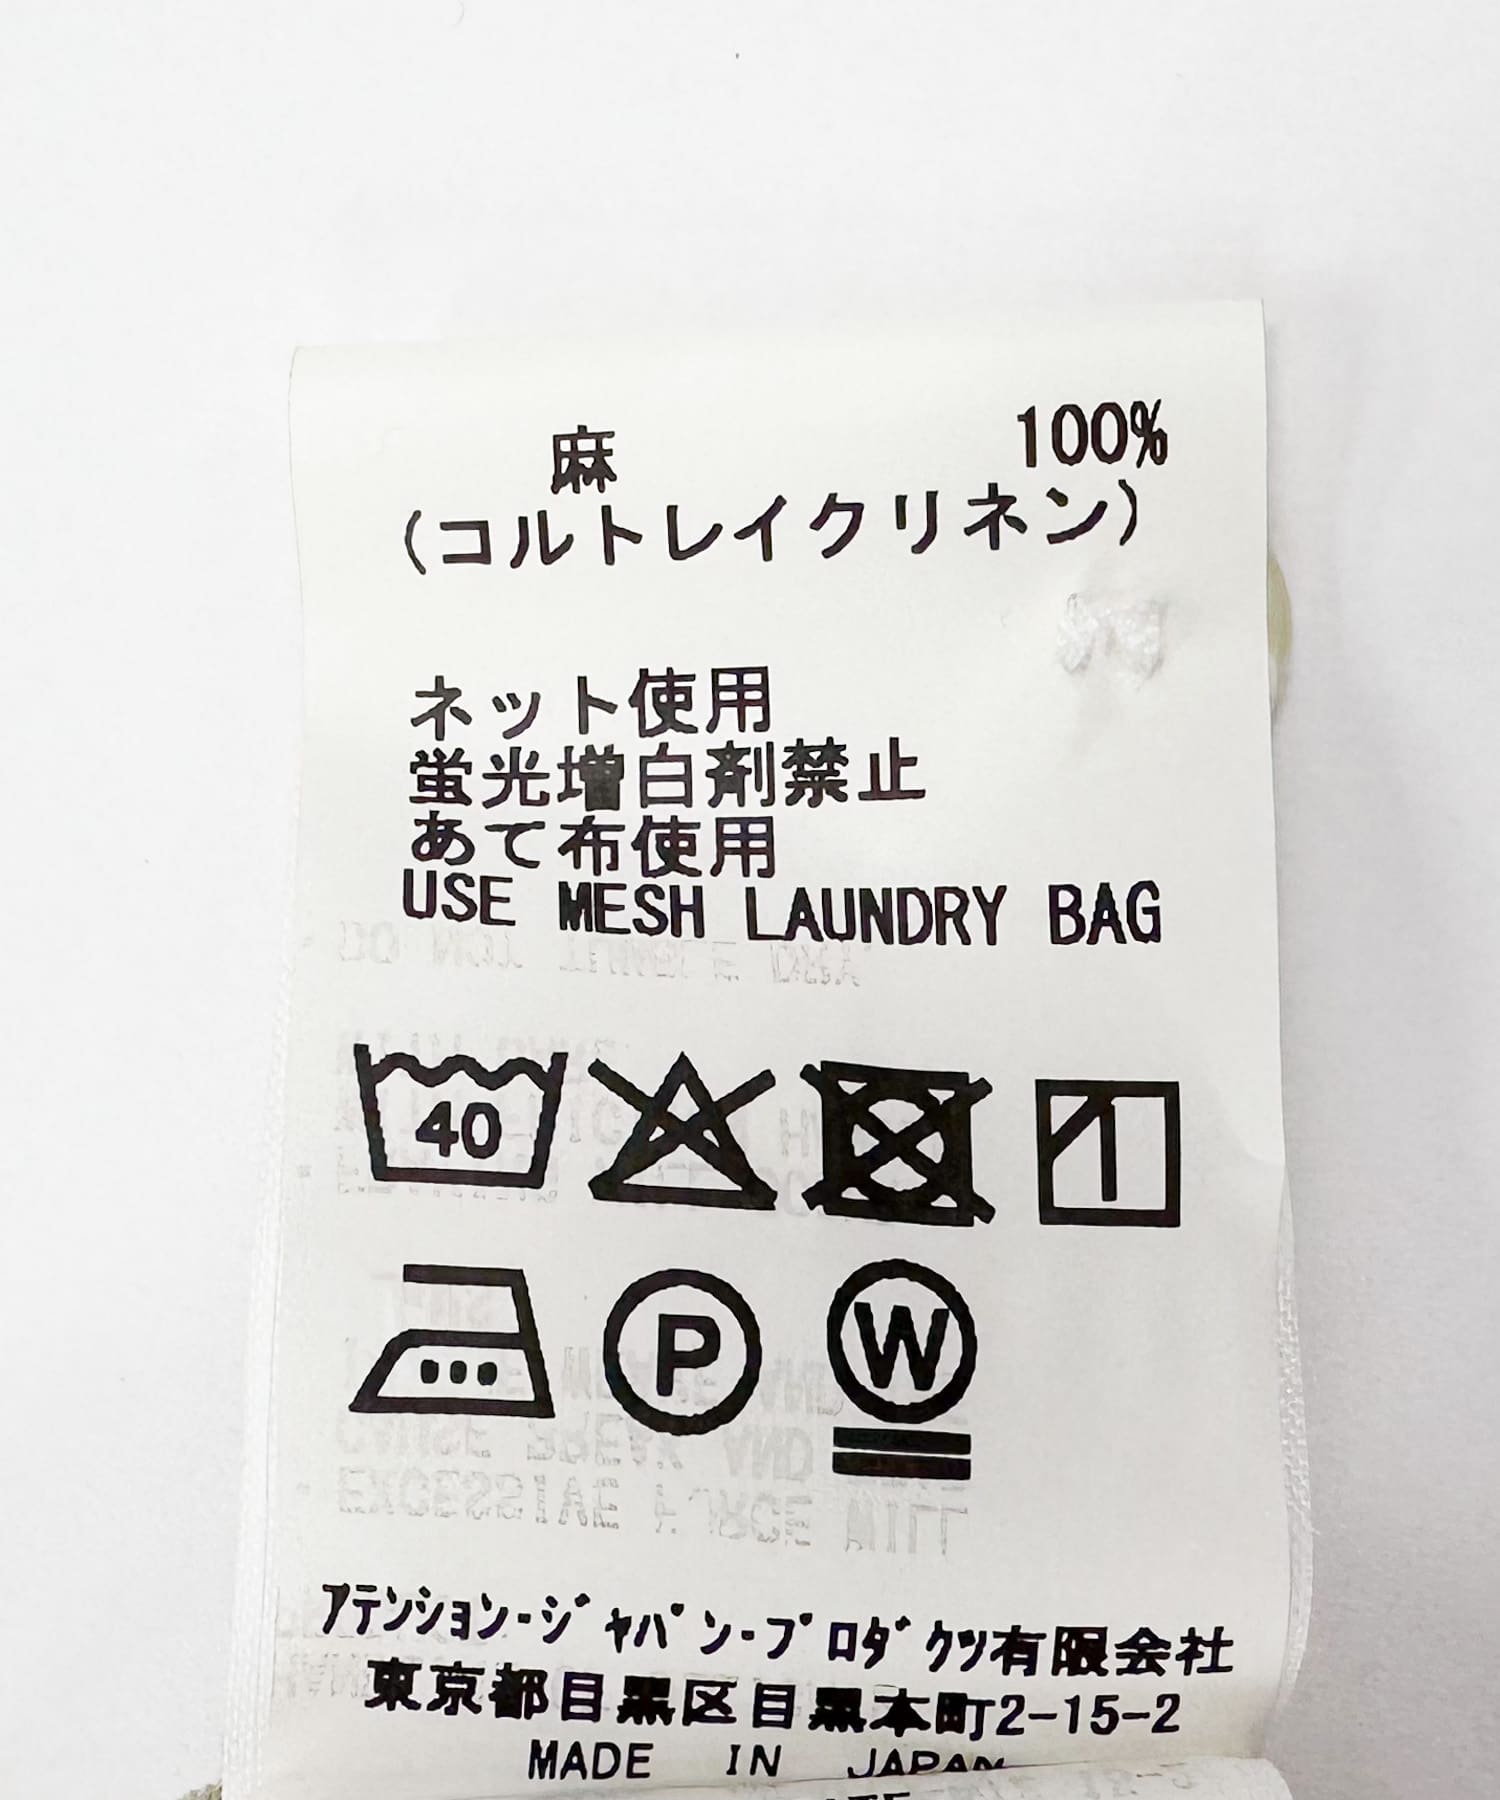 麻 100%
(コルトレイクリネン)
ネット使用
蛍光増白剤禁止
あて布使用
USE MESH LAUNDRY BAG
40
P
W
ｱﾃﾝｼｮﾝ･ｼﾞｬﾊﾟﾝ･ﾌﾟﾛﾀﾞｸﾂ有限会社
東京都目黒区目黒本町2-15-2
MADE IN JAPAN